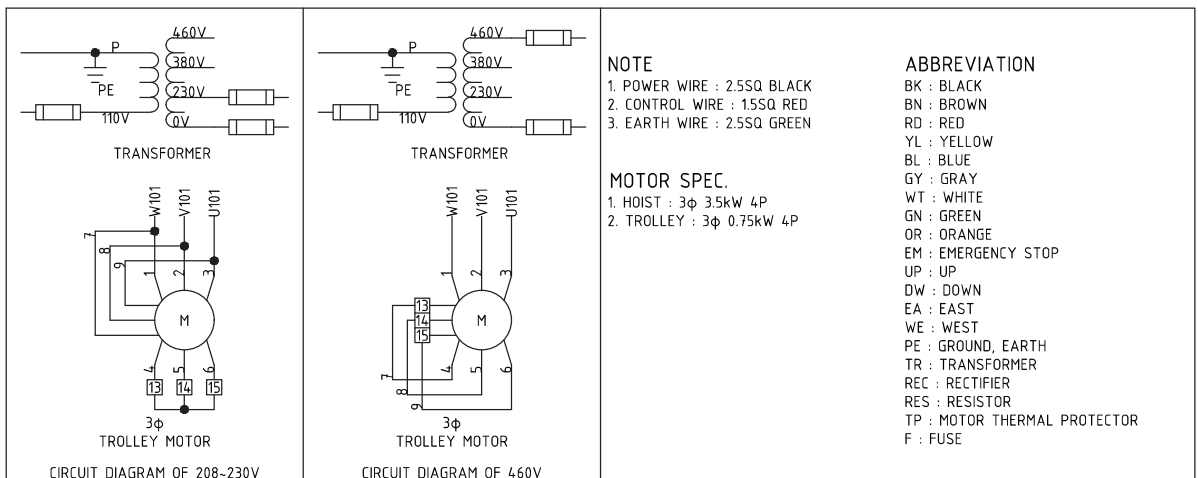 460V
P
380V
PE
230V
110V
0V
TRANSFORMER
W101
V101
U101
7
8
9
1
2
3
M
4
5
6
13
14
15
3ϕ
TROLLEY MOTOR
CIRCUIT DIAGRAM OF 208~230V
460V
P
380V
PE
230V
110V
0V
TRANSFORMER
W101
V101
U101
1
2
3
13
14
15
M
4
5
6
7
8
9
3ϕ
TROLLEY MOTOR
CIRCUIT DIAGRAM OF 460V
NOTE
1. POWER WIRE : 2.5SQ BLACK
2. CONTROL WIRE : 1.5SQ RED
3. EARTH WIRE : 2.5SQ GREEN
MOTOR SPEC.
1. HOIST : 3ϕ 3.5kW 4P
2. TROLLEY : 3ϕ 0.75kW 4P
ABBREVIATION
BK : BLACK
BN : BROWN
RD : RED
YL : YELLOW
BL : BLUE
GY : GRAY
WT : WHITE
GN : GREEN
OR : ORANGE
EM : EMERGENCY STOP
UP : UP
DW : DOWN
EA : EAST
WE : WEST
PE : GROUND, EARTH
TR : TRANSFORMER
REC : RECTIFIER
RES : RESISTOR
TP : MOTOR THERMAL PROTECTOR
F : FUSE